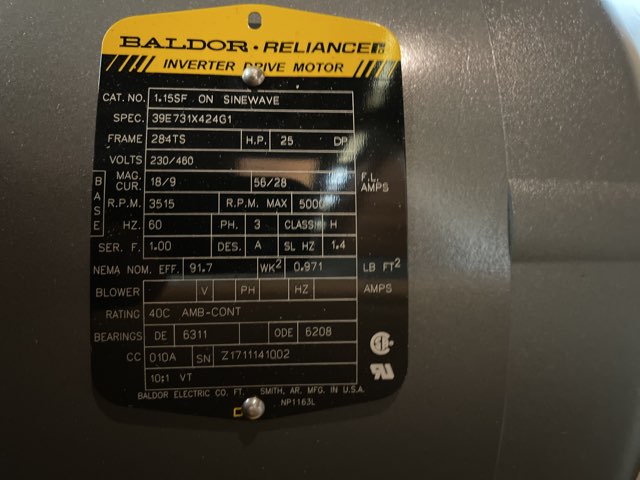 BALDOR · RELIANCE
INVERTER DRIVE MOTOR
CAT. NO. 1.15SF ON SINEWAVE
SPEC. 39E731X424G1
FRAME 284TS H.P. 25 DP
VOLTS 230/460
MAG. CUR. 18/9 56/28 F.L. AMPS
BASE
R.P.M. 3515 R.P.M. MAX 5000
HZ. 60 PH. 3 CLASS H
SER. F. 1.00 DES. A SL HZ 1.4
NEMA NOM. EFF. 91.7 WK² 0.971 LB FT²
BLOWER V PH HZ AMPS
RATING 40C AMB-CONT
BEARINGS DE 6311 ODE 6208
CC 010A SN Z1711141002
10:1 VT
BALDOR ELECTRIC CO. FT. SMITH, AR. MFG. IN U.S.A.
NP1163L